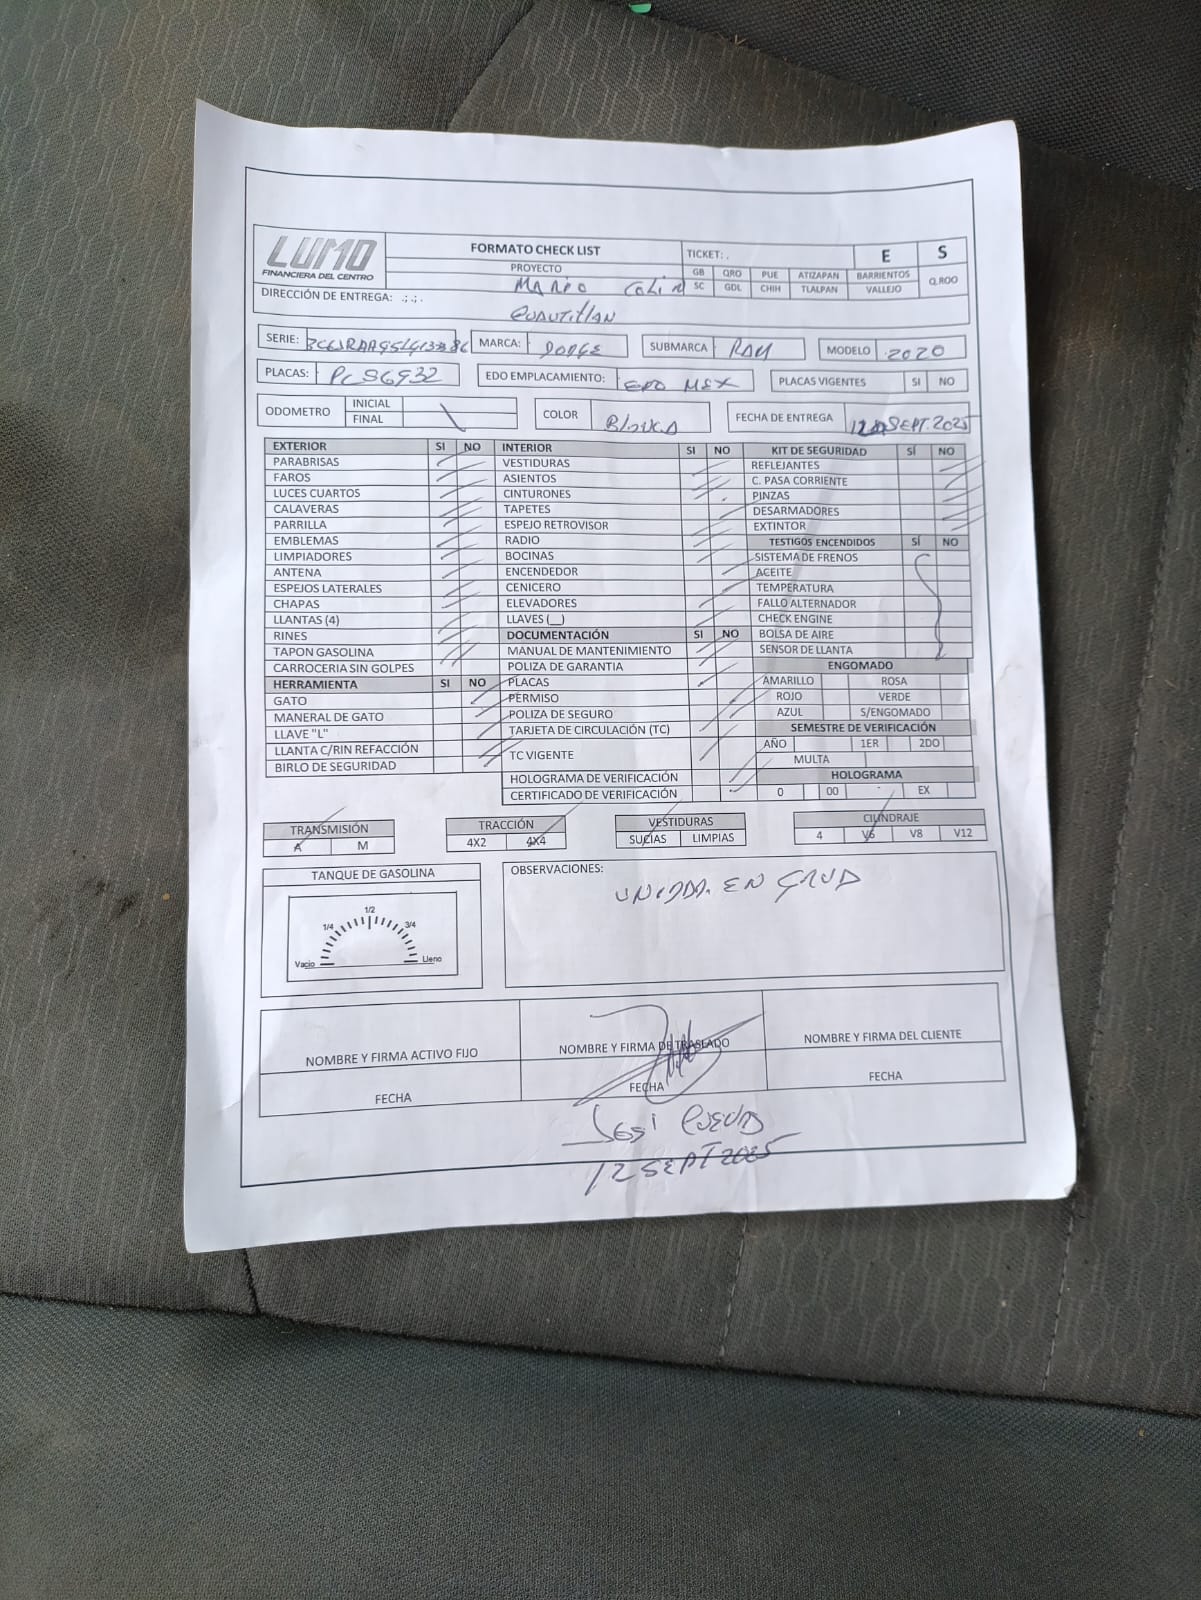 LUMO
FINANCIERA DEL CENTRO
FORMATO CHECK LIST
TICKET: .
E
S
PROYECTO
GB QRO PUE ATIZAPAN BARRIENTOS
Q.ROO
Mario Colin
SC GDL CHIH TLALPAN VALLEJO
DIRECCIÓN DE ENTREGA: .;.;.
Cuautitlan
SERIE:
MARCA: DODGE
SUBMARCA RAM
MODELO 2020
PLACAS:
EDO EMPLACAMIENTO: EDO MEX
PLACAS VIGENTES SI NO
ODOMETRO INICIAL
FINAL
COLOR Blanca
FECHA DE ENTREGA 12 SEPT. 2025
EXTERIOR SI NO
PARABRISAS
FAROS
LUCES CUARTOS
CALAVERAS
PARRILLA
EMBLEMAS
LIMPIADORES
ANTENA
ESPEJOS LATERALES
CHAPAS
LLANTAS (4)
RINES
TAPON GASOLINA
CARROCERIA SIN GOLPES
HERRAMIENTA SI NO
GATO
MANERAL DE GATO
LLAVE "L"
LLANTA C/RIN REFACCIÓN
BIRLO DE SEGURIDAD
INTERIOR SI NO
VESTIDURAS
ASIENTOS
CINTURONES
TAPETES
ESPEJO RETROVISOR
RADIO
BOCINAS
ENCENDEDOR
CENICERO
ELEVADORES
LLAVES (__)
DOCUMENTACIÓN SI NO
MANUAL DE MANTENIMIENTO
POLIZA DE GARANTIA
PLACAS
PERMISO
POLIZA DE SEGURO
TARJETA DE CIRCULACIÓN (TC)
TC VIGENTE
HOLOGRAMA DE VERIFICACIÓN
CERTIFICADO DE VERIFICACIÓN
KIT DE SEGURIDAD SÍ NO
REFLEJANTES
C. PASA CORRIENTE
PINZAS
DESARMADORES
EXTINTOR
TESTIGOS ENCENDIDOS SÍ NO
SISTEMA DE FRENOS
ACEITE
TEMPERATURA
FALLO ALTERNADOR
CHECK ENGINE
BOLSA DE AIRE
SENSOR DE LLANTA
ENGOMADO
AMARILLO ROSA
ROJO VERDE
AZUL S/ENGOMADO
SEMESTRE DE VERIFICACIÓN
AÑO 1ER 2DO
MULTA
HOLOGRAMA
0 00 EX
TRANSMISIÓN
A M
TRACCIÓN
4X2 4X4
VESTIDURAS
SUCIAS LIMPIAS
CILINDRAJE
4 V6 V8 V12
TANQUE DE GASOLINA
1/2
1/4 3/4
Vacio Lleno
OBSERVACIONES:
UNIDAD. EN GRUA
NOMBRE Y FIRMA ACTIVO FIJO
NOMBRE Y FIRMA DE TRASLADO
NOMBRE Y FIRMA DEL CLIENTE
FECHA
FECHA
FECHA
12 SEPT 2025